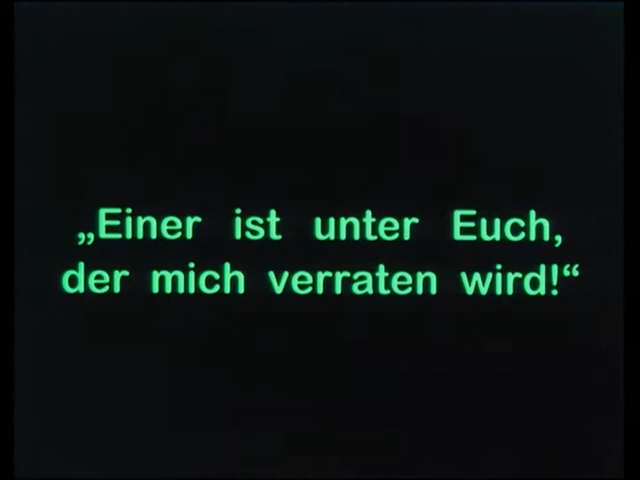 „Einer ist unter Euch,
der mich verraten wird!“